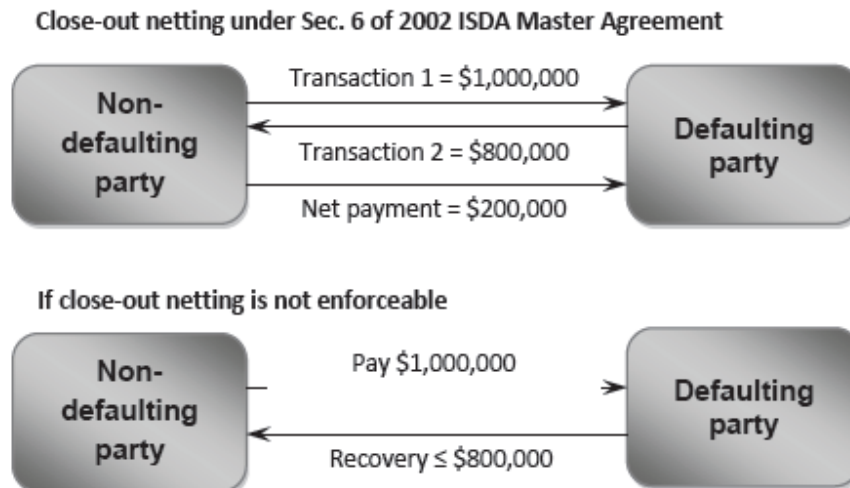 Close-out netting under Sec. 6 of 2002 ISDA Master Agreement
Non-
defaulting
party
Transaction 1 = $1,000,000
Transaction 2 = $800,000
Net payment = $200,000
Defaulting
party
If close-out netting is not enforceable
Non-
defaulting
party
Pay $1,000,000
Recovery ≤ $800,000
Defaulting
party